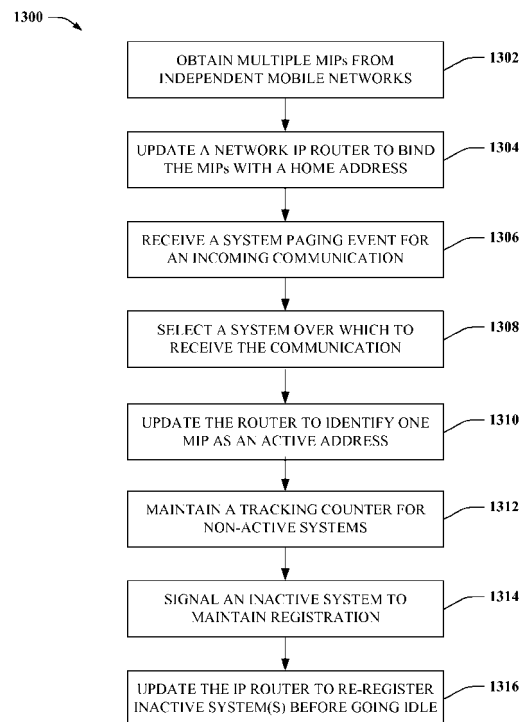 1300
OBTAIN MULTIPLE MIPs FROM
INDEPENDENT MOBILE NETWORKS
1302
UPDATE A NETWORK IP ROUTER TO BIND
THE MIPs WITH A HOME ADDRESS
1304
RECEIVE A SYSTEM PAGING EVENT FOR
AN INCOMING COMMUNICATION
1306
SELECT A SYSTEM OVER WHICH TO
RECEIVE THE COMMUNICATION
1308
UPDATE THE ROUTER TO IDENTIFY ONE
MIP AS AN ACTIVE ADDRESS
1310
MAINTAIN A TRACKING COUNTER FOR
NON-ACTIVE SYSTEMS
1312
SIGNAL AN INACTIVE SYSTEM TO
MAINTAIN REGISTRATION
1314
UPDATE THE IP ROUTER TO RE-REGISTER
INACTIVE SYSTEM(S) BEFORE GOING IDLE
1316